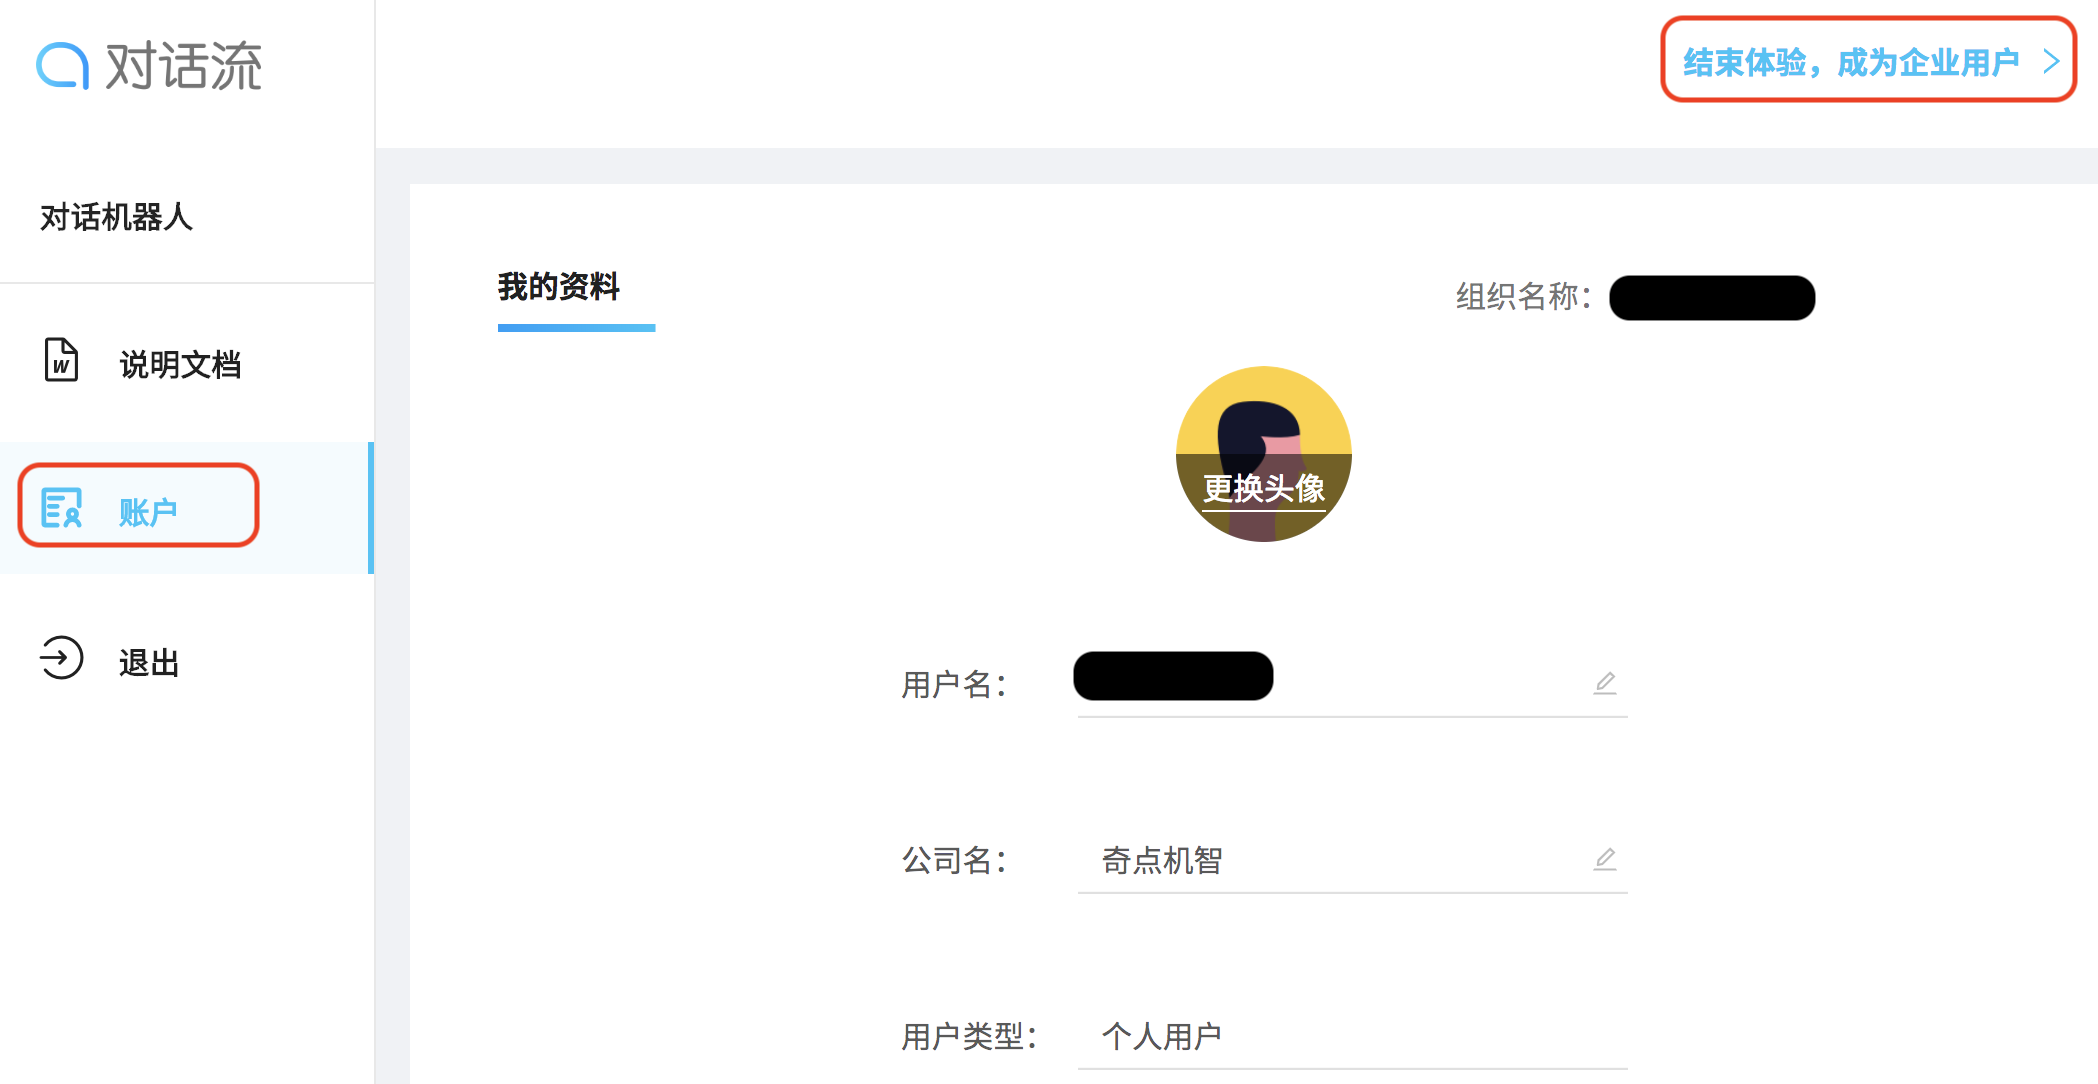 对话流
结束体验，成为企业用户
对话机器人
我的资料
组织名称：
说明文档
账户
更换头像
退出
用户名：
公司名： 奇点机智
用户类型： 个人用户